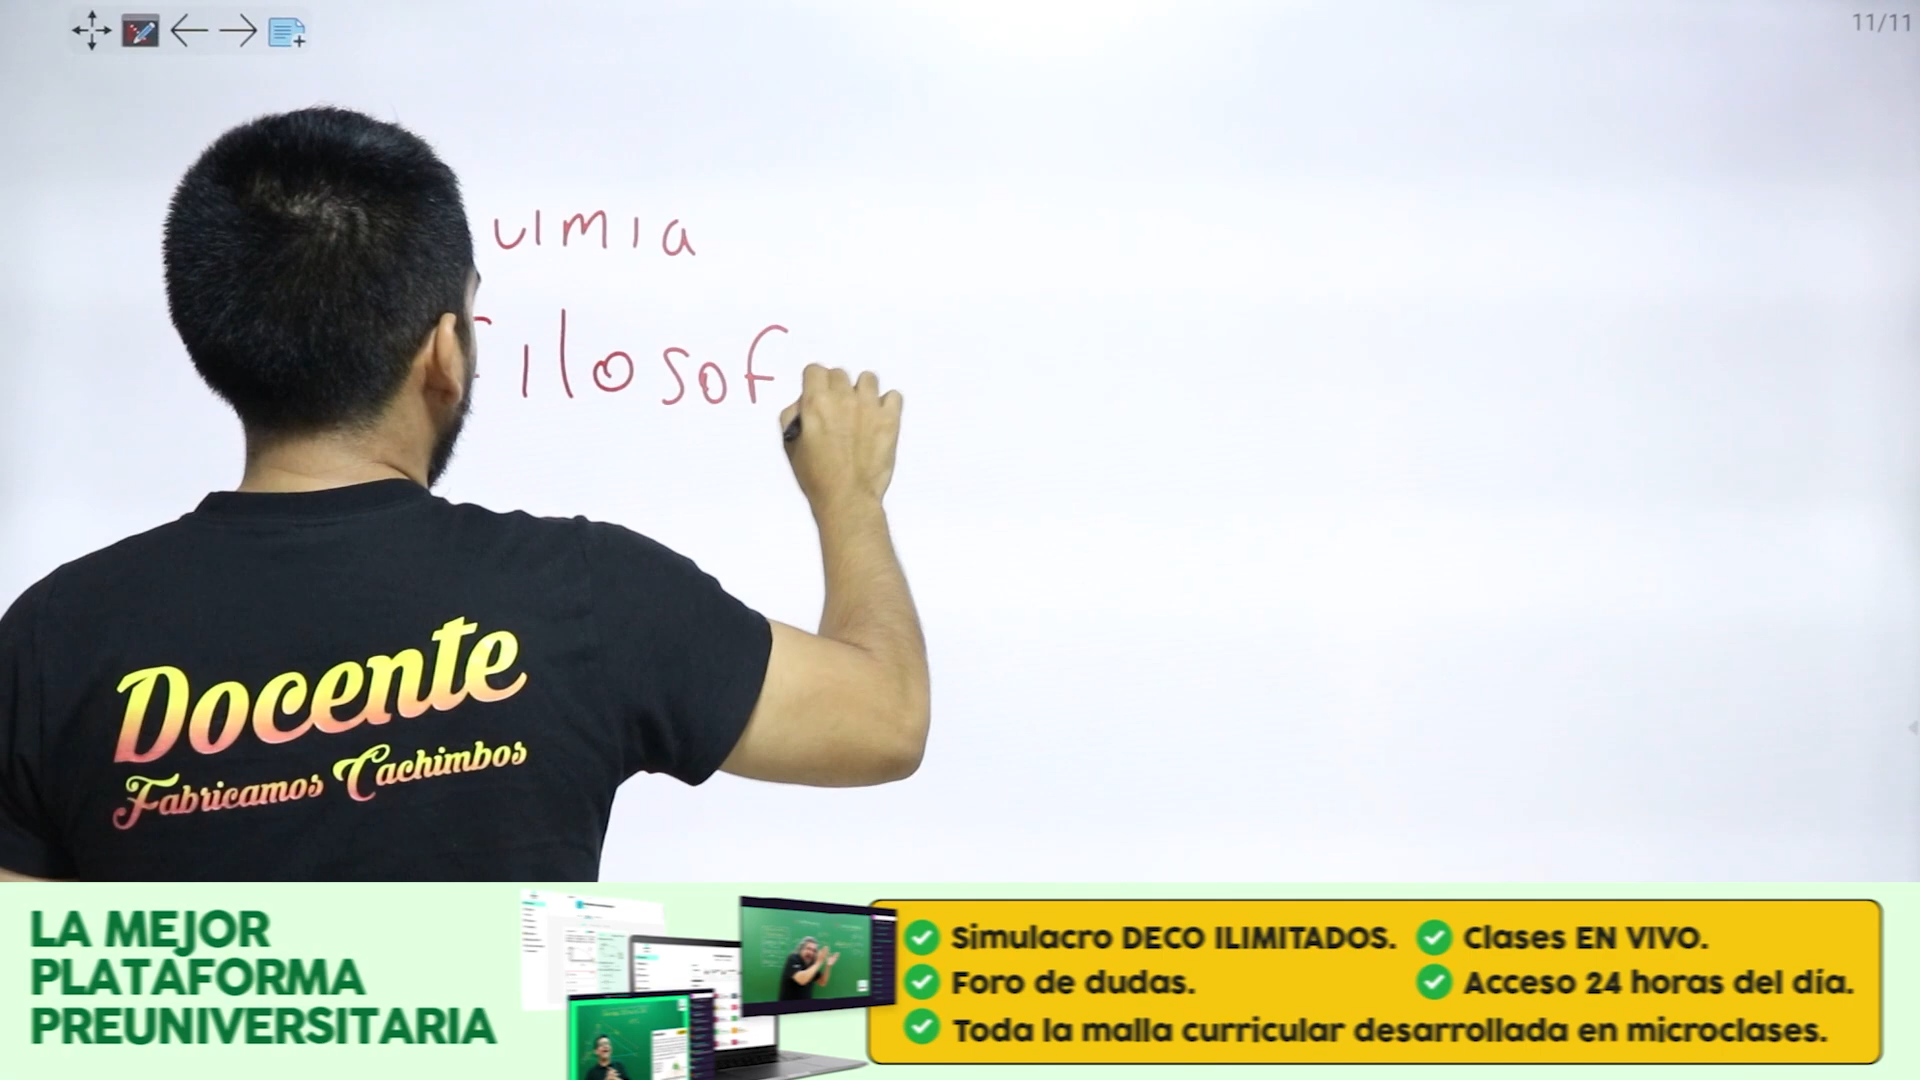 11/11
uimia
Filosof
Docente
Fabricamos Cachimbos
LA MEJOR
PLATAFORMA
PREUNIVERSITARIA
Simulacro DECO ILIMITADOS.
Clases EN VIVO.
Foro de dudas.
Acceso 24 horas del día.
Toda la malla curricular desarrollada en microclases.